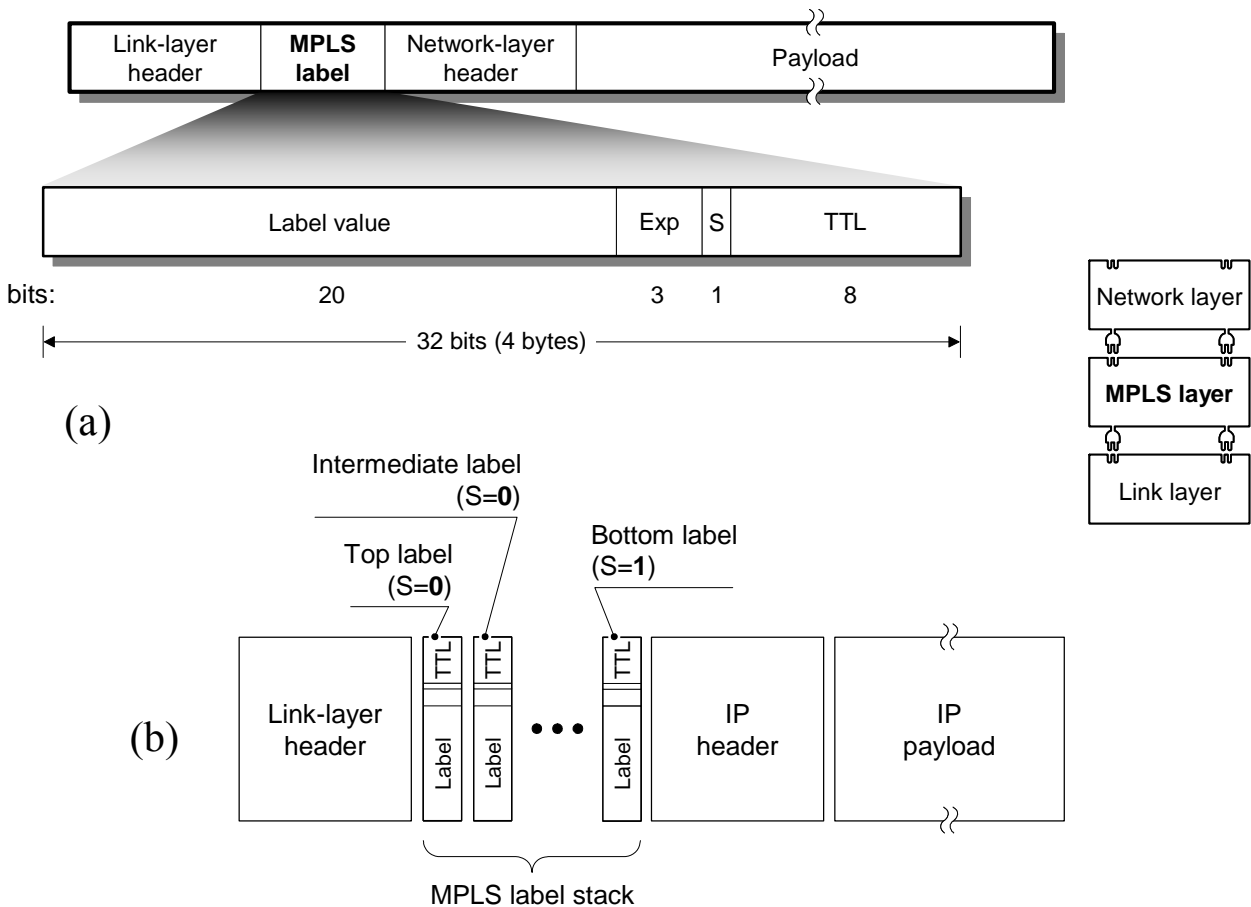 Link-layer
header
MPLS
label
Network-layer
header
Payload
Label value
Exp
S
TTL
bits:
20
3
1
8
32 bits (4 bytes)
Network layer
MPLS layer
Link layer
(a)
Intermediate label
(S=0)
Top label
(S=0)
Bottom label
(S=1)
(b)
Link-layer
header
TTL
Label
TTL
Label
TTL
Label
IP
header
IP
payload
MPLS label stack